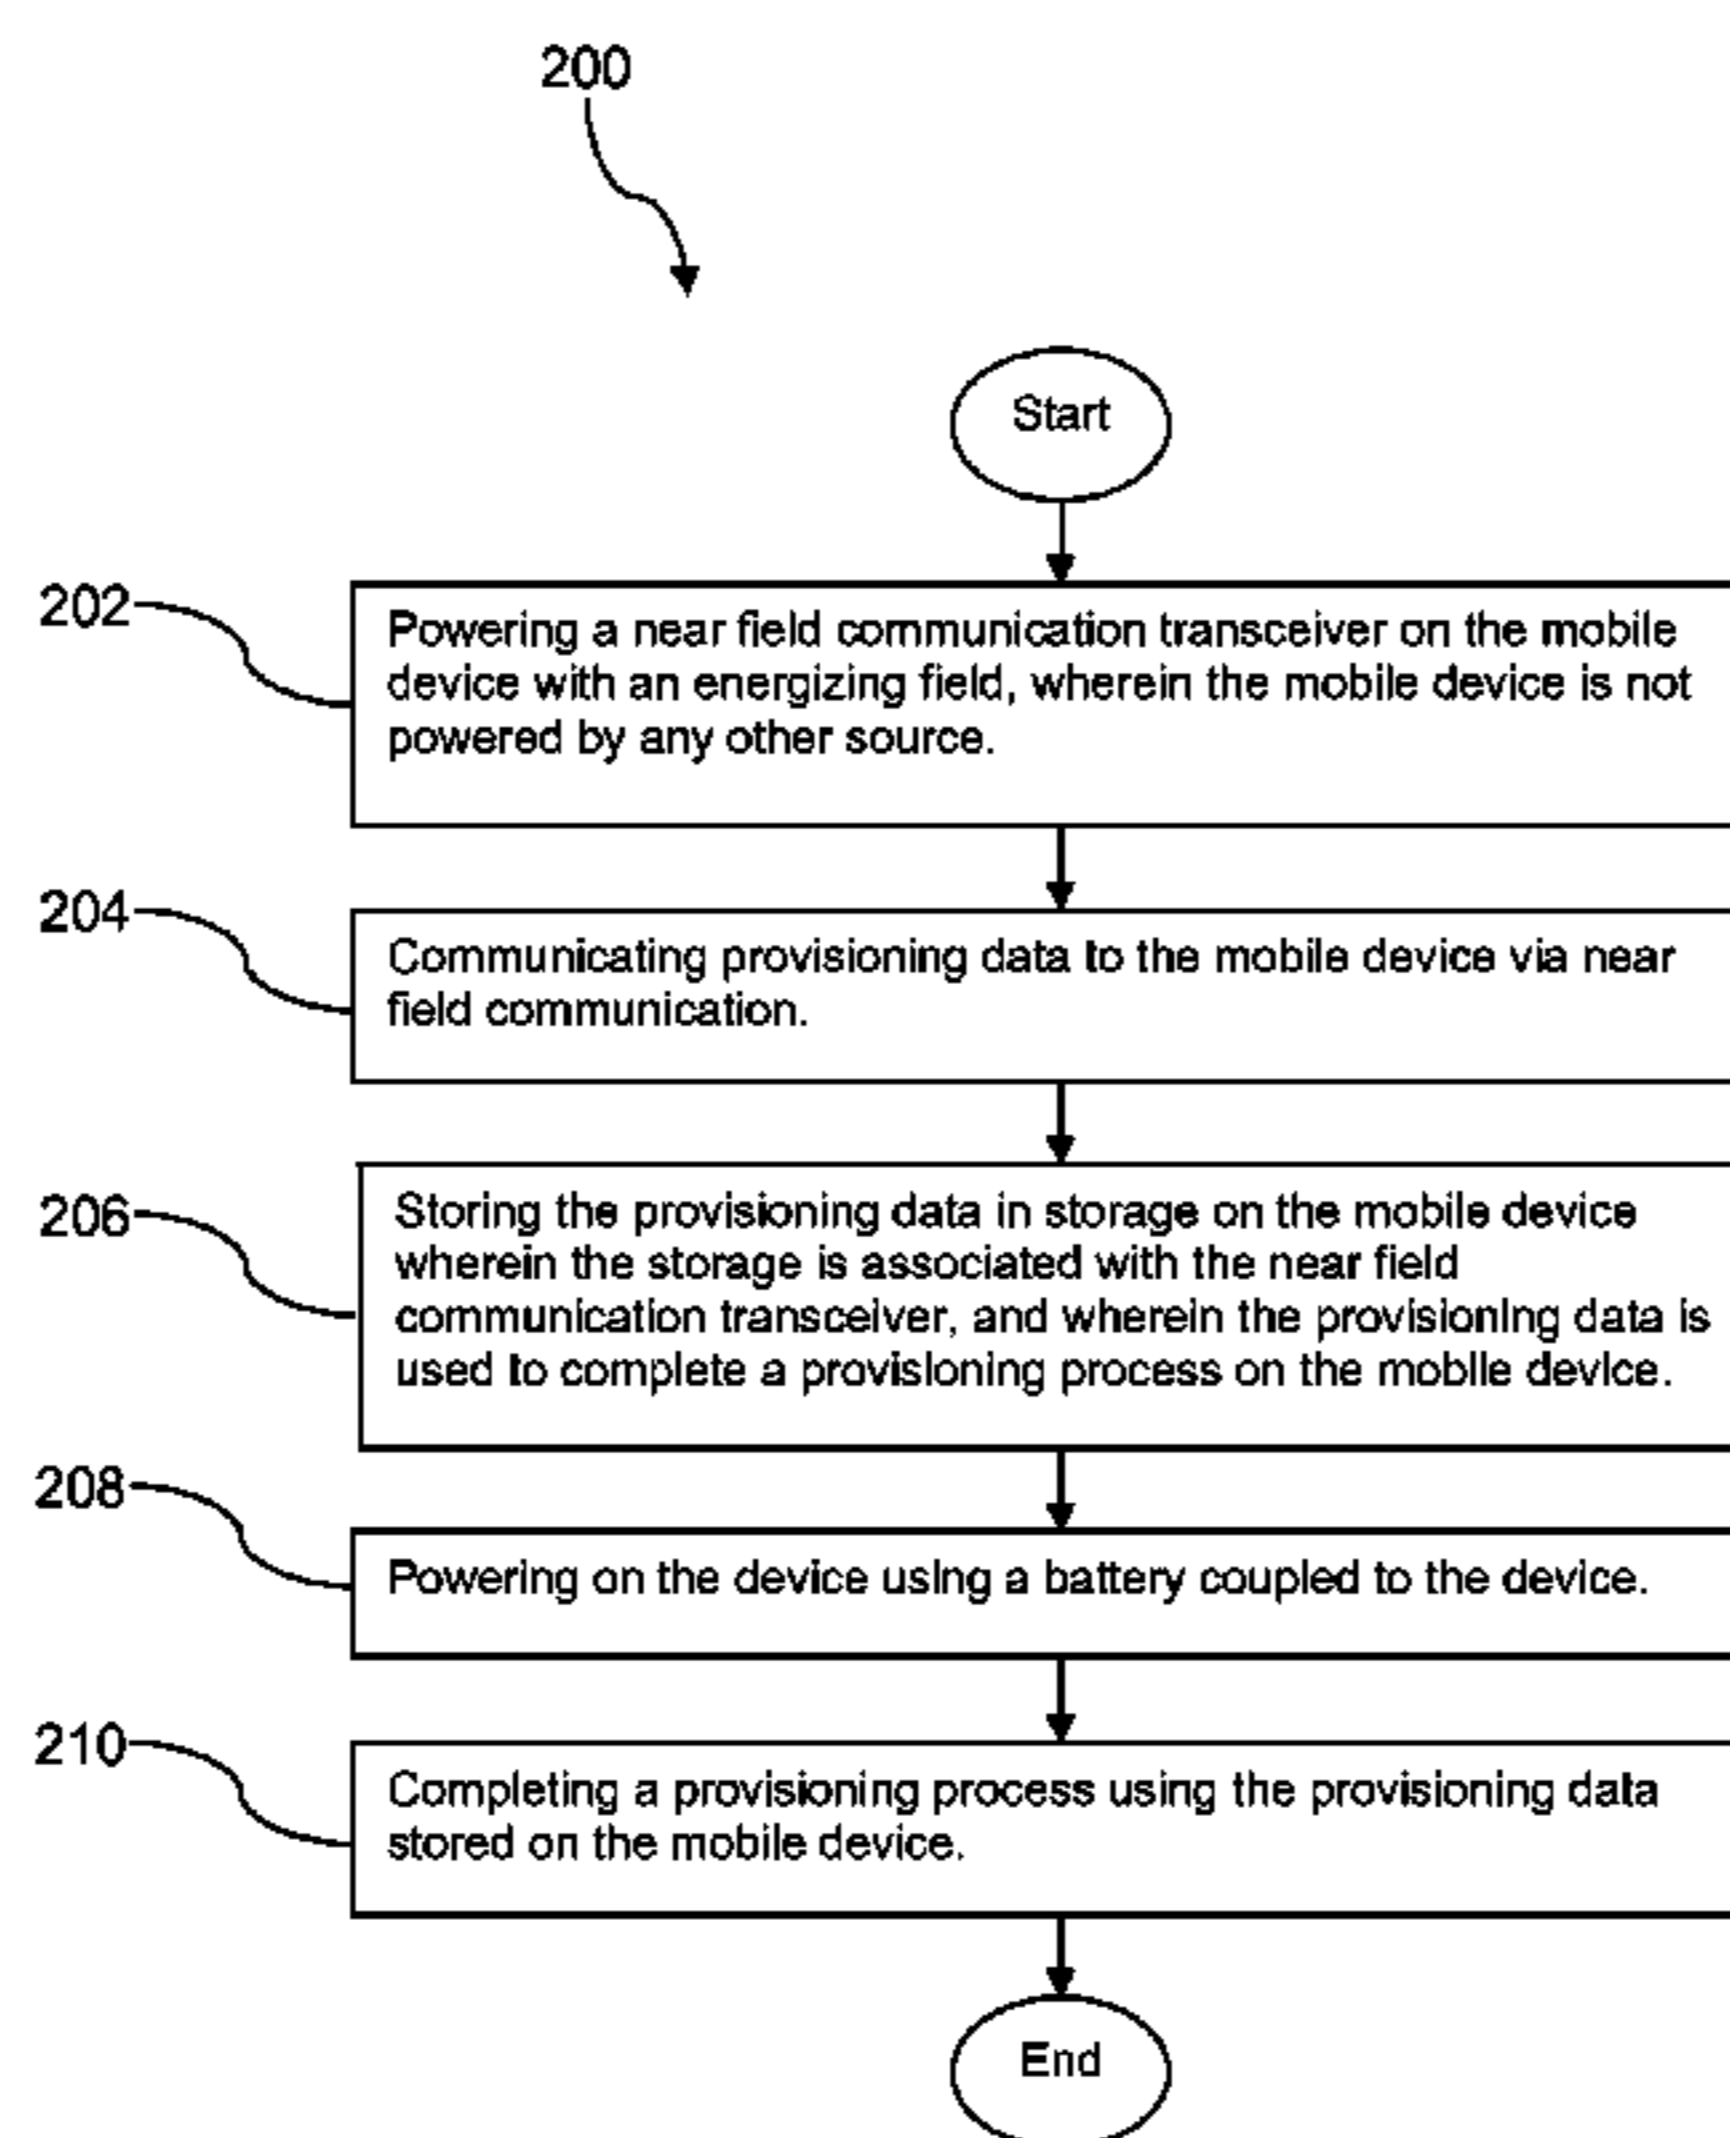 200
Start
202
Powering a near field communication transceiver on the mobile
device with an energizing field, wherein the mobile device is not
powered by any other source.
204
Communicating provisioning data to the mobile device via near
field communication.
206
Storing the provisioning data in storage on the mobile device
wherein the storage is associated with the near field
communication transceiver, and wherein the provisioning data is
used to complete a provisioning process on the mobile device.
208
Powering on the device using a battery coupled to the device.
210
Completing a provisioning process using the provisioning data
stored on the mobile device.
End